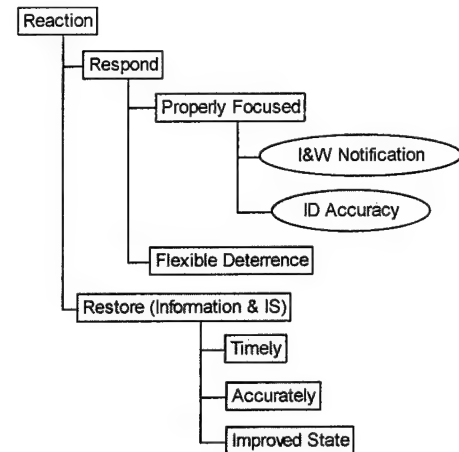 Reaction
Respond
Properly Focused
I&W Notification
ID Accuracy
Flexible Deterrence
Restore (Information & IS)
Timely
Accurately
Improved State